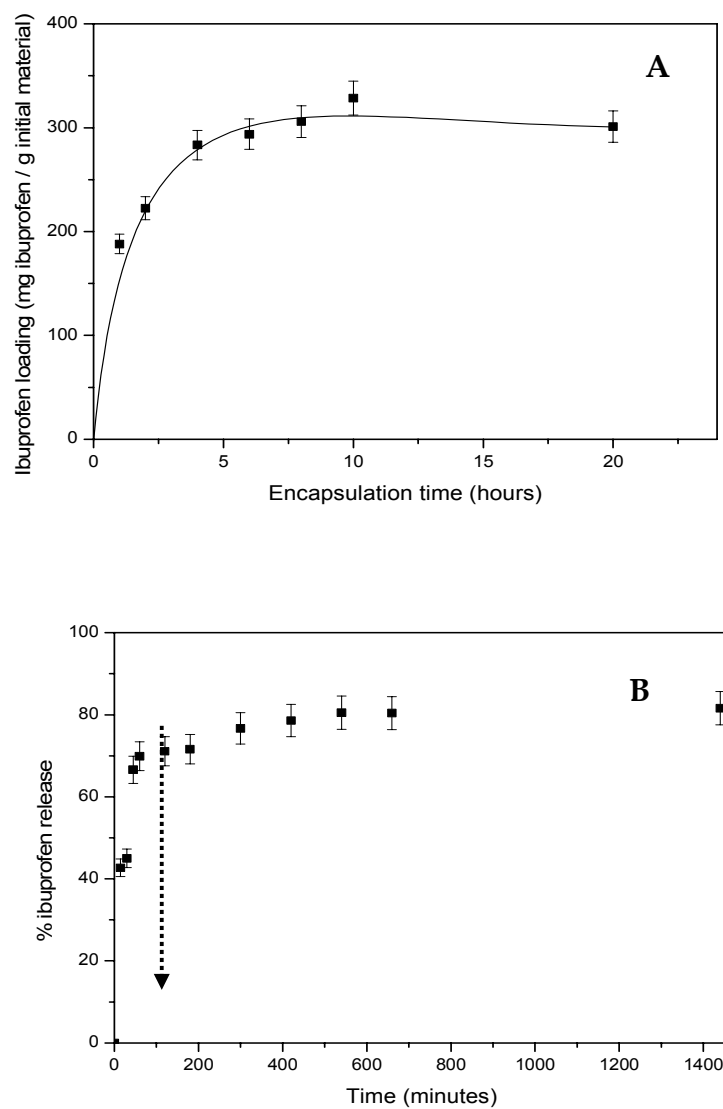 400
A
300
200
100
0
0 5 10 15 20
Ibuprofen loading (mg ibuprofen / g initial material)
Encapsulation time (hours)
100
B
80
60
40
20
0
0 200 400 600 800 1000 1200 1400
% ibuprofen release
Time (minutes)